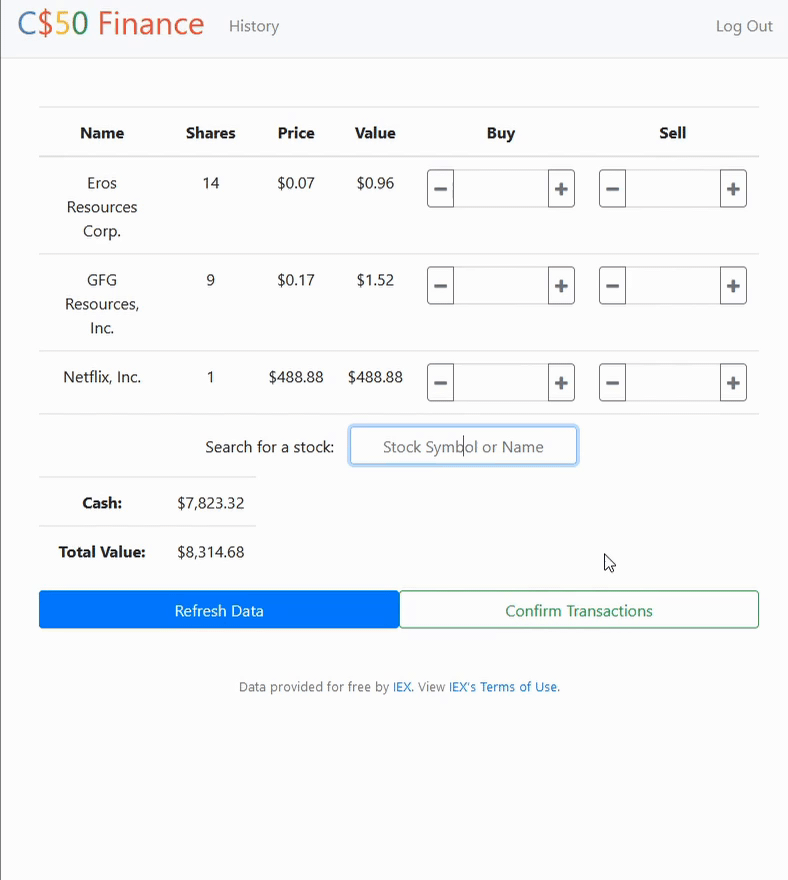 C$50 Finance History Log Out
Name Shares Price Value Buy Sell
Eros 14 $0.07 $0.96 − + − +
Resources
Corp.
GFG 9 $0.17 $1.52 − + − +
Resources,
Inc.
Netflix, Inc. 1 $488.88 $488.88 − + − +
Search for a stock: Stock Symbol or Name
Cash: $7,823.32
Total Value: $8,314.68
Refresh Data Confirm Transactions
Data provided for free by IEX. View IEX's Terms of Use.